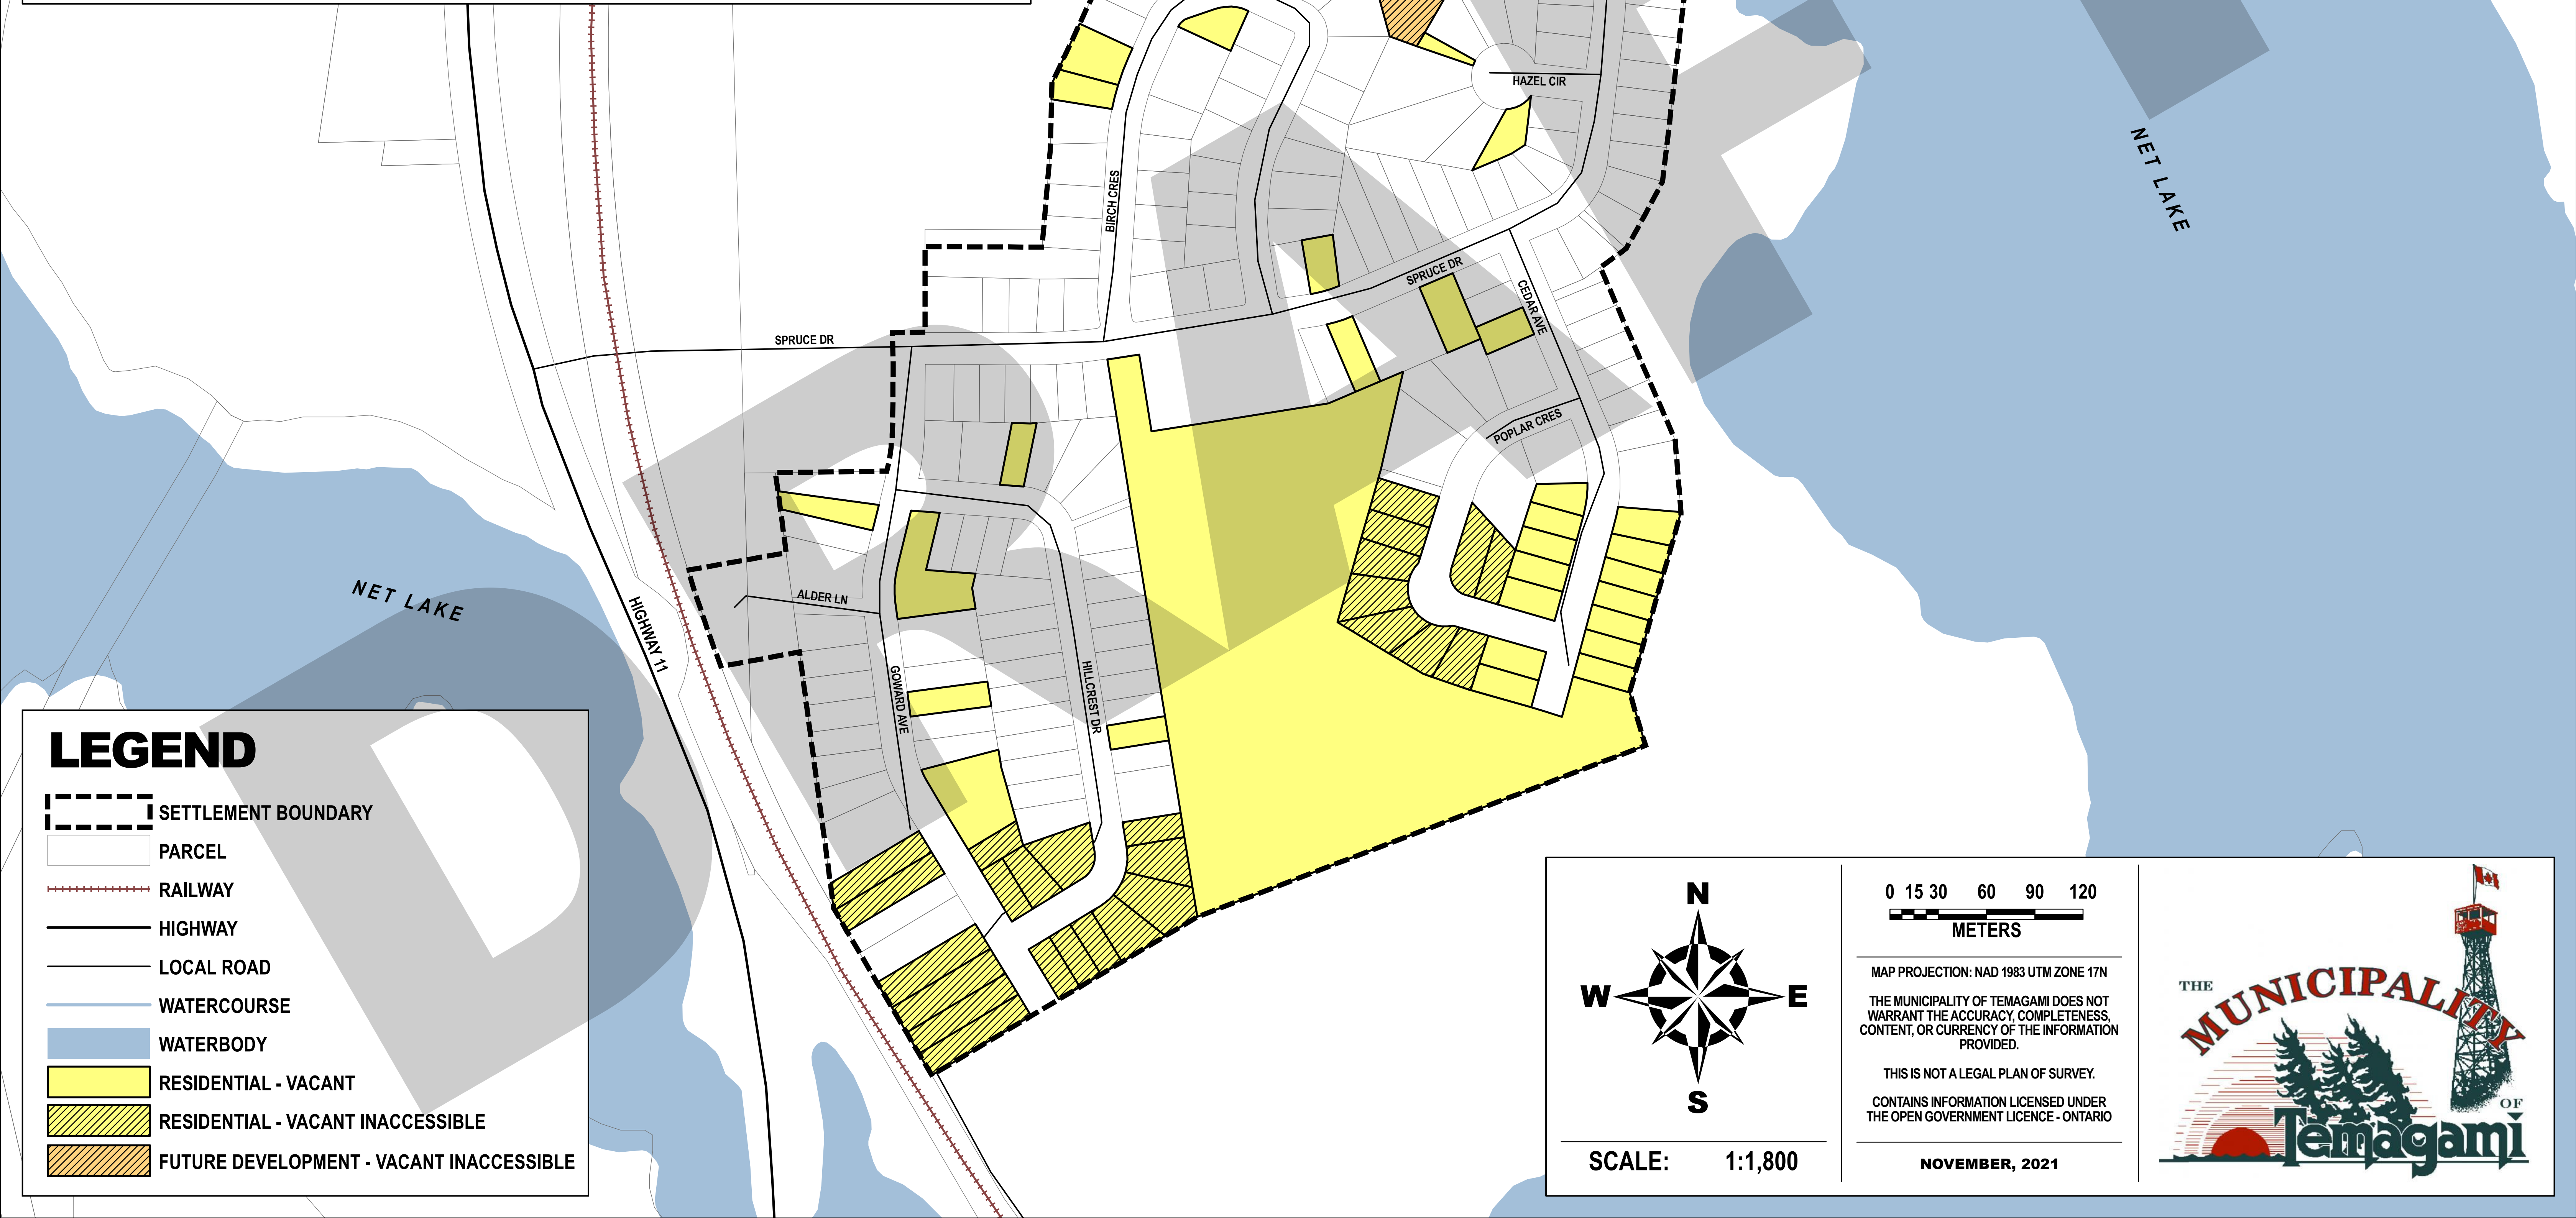 HAZEL CIR
NET LAKE
BIRCH CRES
SPRUCE DR
CEDAR AVE
SPRUCE DR
POPLAR CRES
NET LAKE
HIGHWAY 11
ALDER LN
GOWARD AVE
HILLCREST DR
LEGEND
SETTLEMENT BOUNDARY
PARCEL
RAILWAY
HIGHWAY
LOCAL ROAD
WATERCOURSE
WATERBODY
RESIDENTIAL - VACANT
RESIDENTIAL - VACANT INACCESSIBLE
FUTURE DEVELOPMENT - VACANT INACCESSIBLE
N
W E
S
SCALE: 1:1,800
0 15 30 60 90 120
METERS
MAP PROJECTION: NAD 1983 UTM ZONE 17N
THE MUNICIPALITY OF TEMAGAMI DOES NOT
WARRANT THE ACCURACY, COMPLETENESS,
CONTENT, OR CURRENCY OF THE INFORMATION
PROVIDED.
THIS IS NOT A LEGAL PLAN OF SURVEY.
CONTAINS INFORMATION LICENSED UNDER
THE OPEN GOVERNMENT LICENCE - ONTARIO
NOVEMBER, 2021
THE
MUNICIPALITY
OF
Temagami